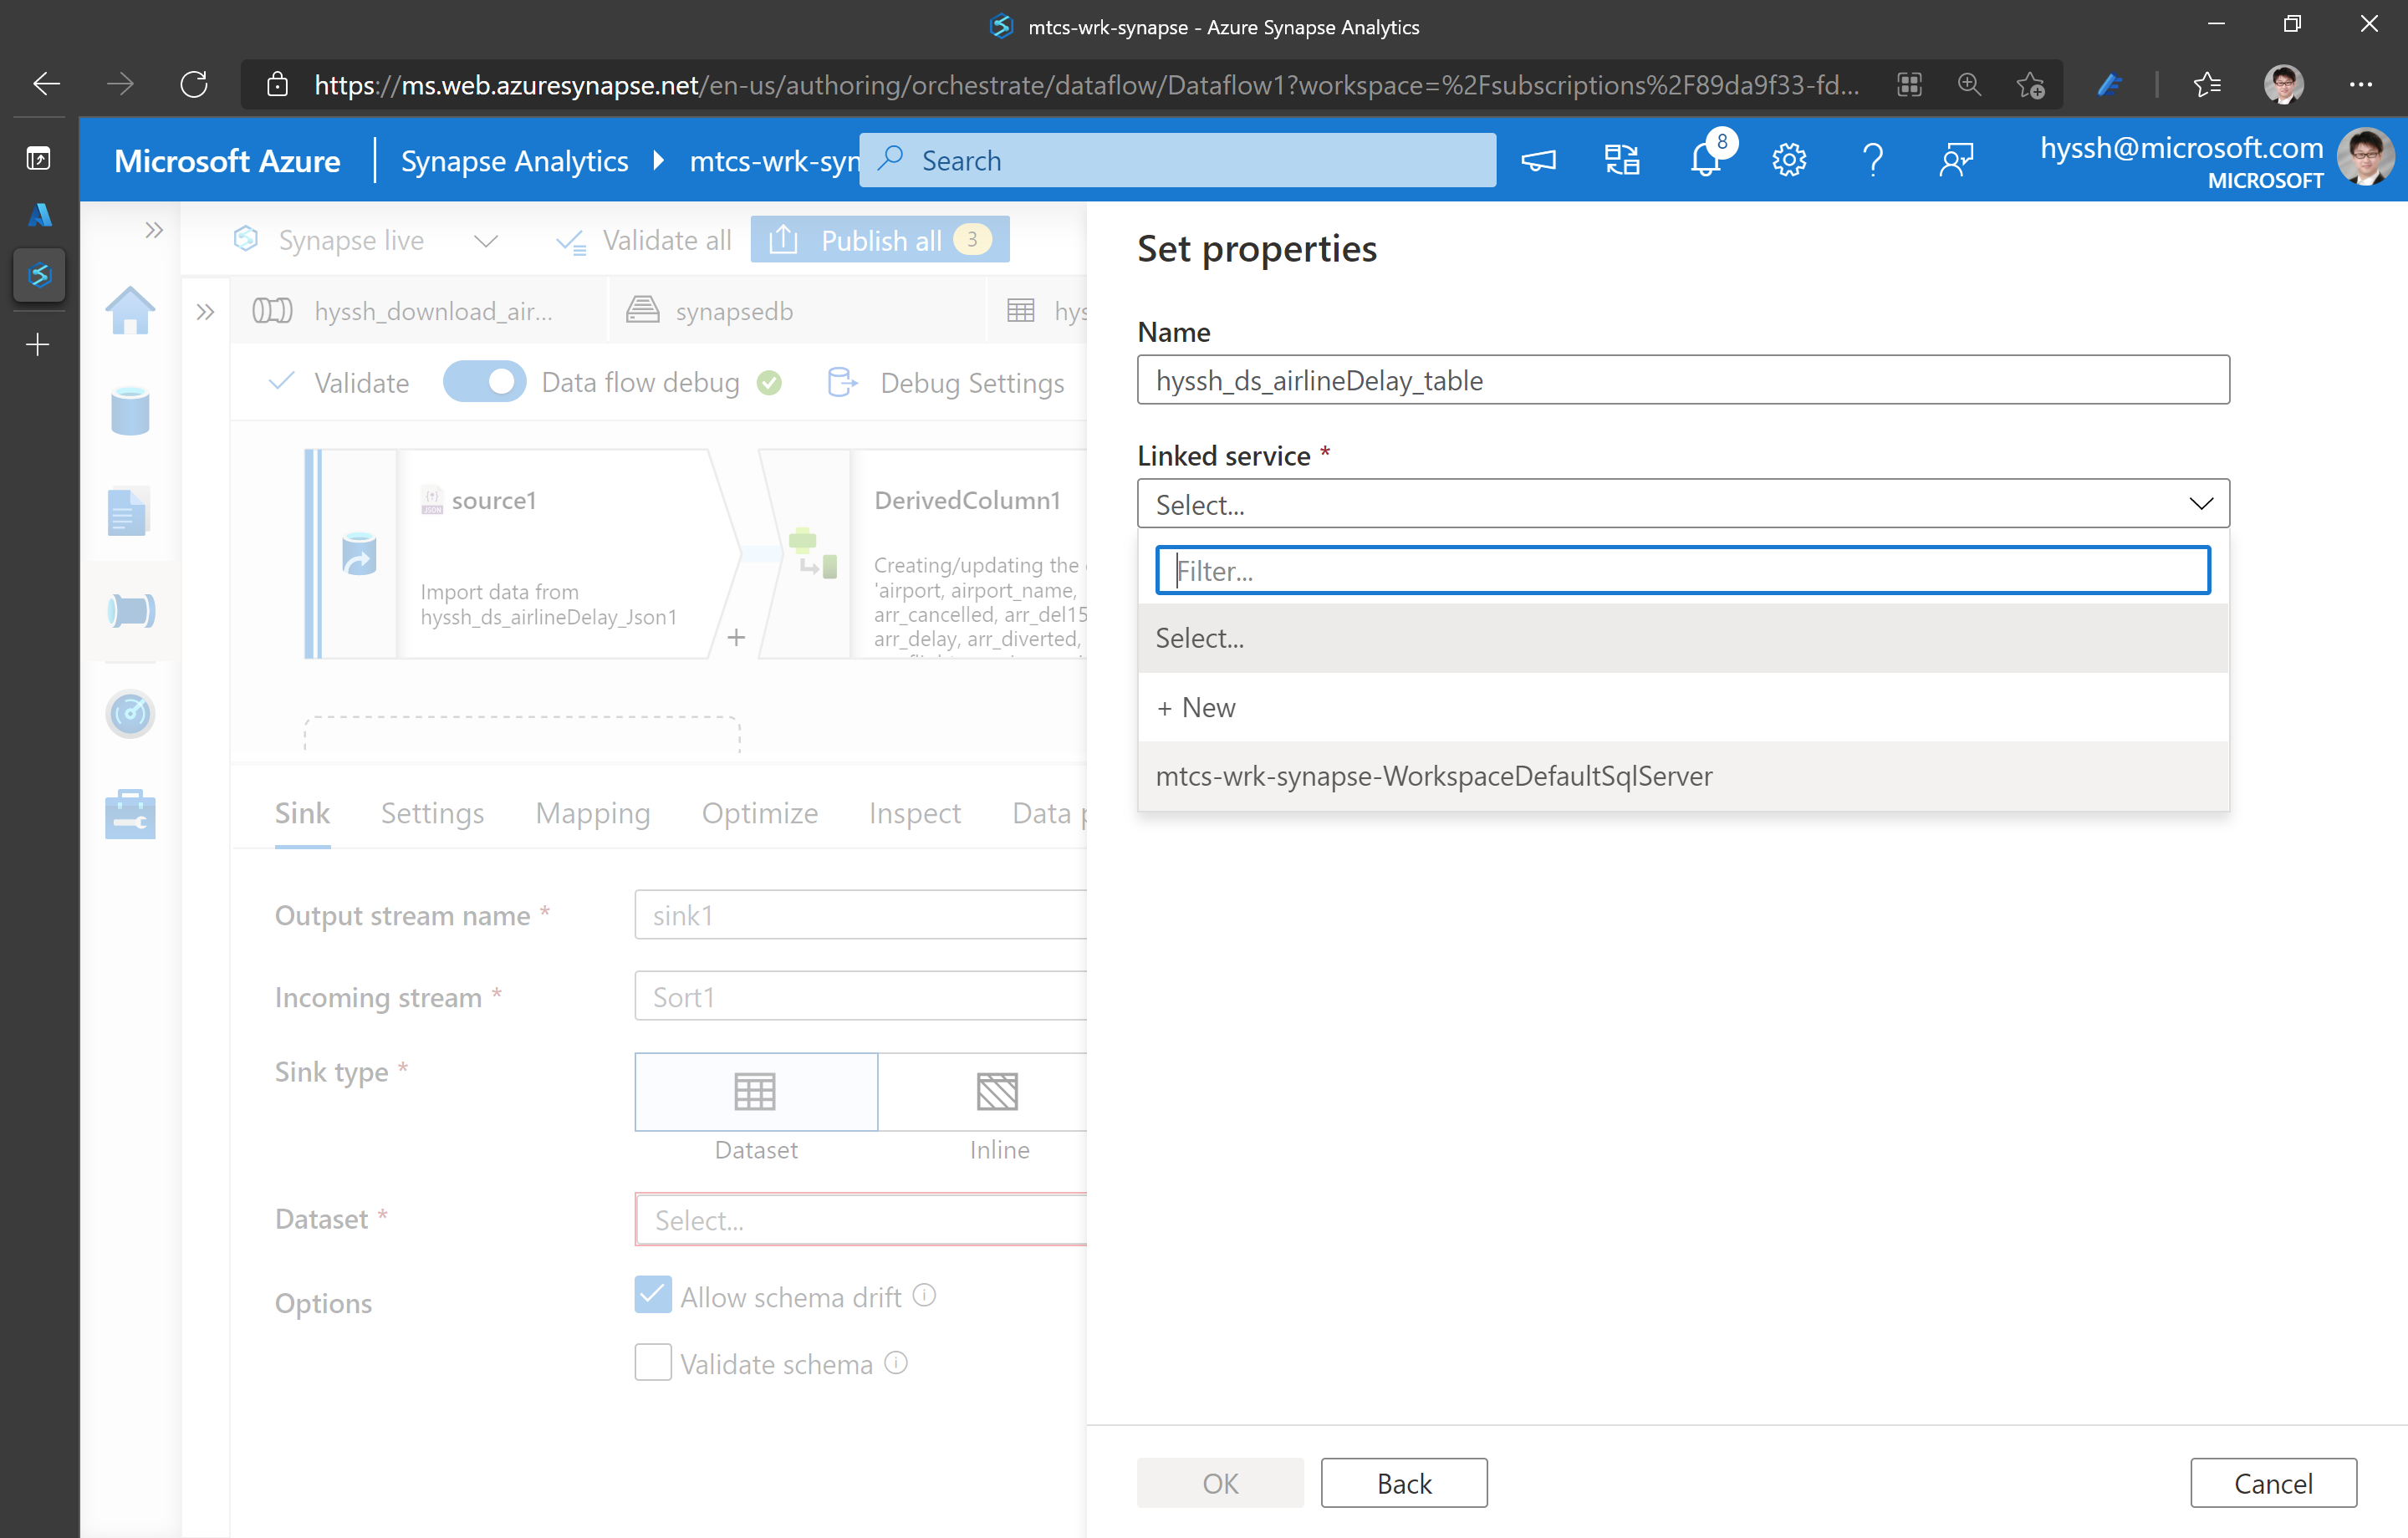 mtcs-wrk-synapse - Azure Synapse Analytics
https://ms.web.azuresynapse.net/en-us/authoring/orchestrate/dataflow/Dataflow1?workspace=%2Fsubscriptions%2F89da9f33-fd...
Microsoft Azure
Synapse Analytics
mtcs-wrk-syn
Search
8
hyssh@microsoft.com
MICROSOFT
Synapse live
Validate all
Publish all
3
hyssh_download_air...
synapsedb
hys
Validate
Data flow debug
Debug Settings
source1
JSON
Import data from
hyssh_ds_airlineDelay_Json1
+
DerivedColumn1
Creating/updating the
'airport, airport_name,
arr_cancelled, arr_del15
arr_delay, arr_diverted,
Sink
Settings
Mapping
Optimize
Inspect
Data p
Output stream name *
sink1
Incoming stream *
Sort1
Sink type *
Dataset
Inline
Dataset *
Select...
Options
Allow schema drift
Validate schema
Set properties
Name
hyssh_ds_airlineDelay_table
Linked service *
Select...
Filter...
Select...
+ New
mtcs-wrk-synapse-WorkspaceDefaultSqlServer
OK
Back
Cancel